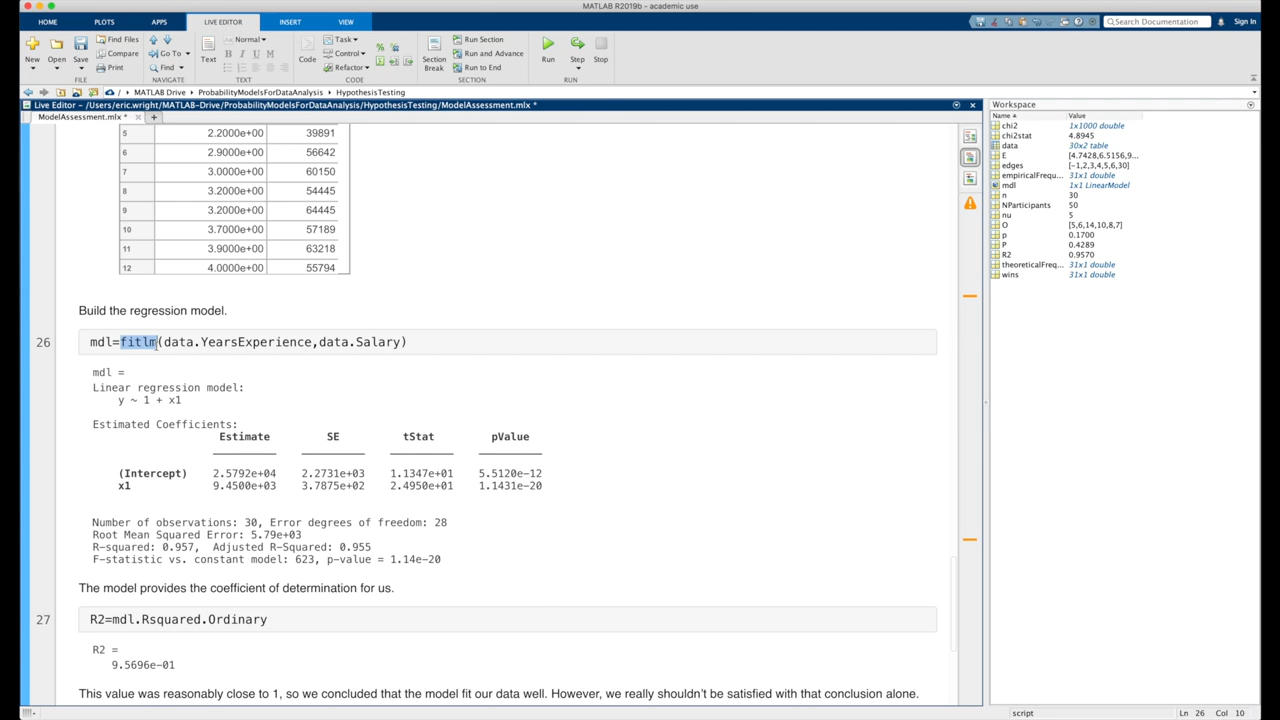 MATLAB R2019b - academic use
HOME PLOTS APPS LIVE EDITOR INSERT VIEW
Search Documentation Sign In
New Open Save
Find Files
Compare
Print
FILE
Go To
Find
NAVIGATE
Text
Normal
B I U M
TEXT
Code
Task
Control
Refactor
CODE
Section Break
Run Section
Run and Advance
Run to End
SECTION
Run Step Stop
RUN
/ MATLAB Drive ProbabilityModelsForDataAnalysis HypothesisTesting
Live Editor - /Users/eric.wright/MATLAB-Drive/ProbabilityModelsForDataAnalysis/HypothesisTesting/ModelAssessment.mlx *
ModelAssessment.mlx *
5 2.2000e+00 39891
6 2.9000e+00 56642
7 3.0000e+00 60150
8 3.2000e+00 54445
9 3.2000e+00 64445
10 3.7000e+00 57189
11 3.9000e+00 63218
12 4.0000e+00 55794
Build the regression model.
26 mdl=fitlm(data.YearsExperience,data.Salary)
mdl =
Linear regression model:
y ~ 1 + x1
Estimated Coefficients:
Estimate SE tStat pValue
(Intercept) 2.5792e+04 2.2731e+03 1.1347e+01 5.5120e-12
x1 9.4500e+03 3.7875e+02 2.4950e+01 1.1431e-20
Number of observations: 30, Error degrees of freedom: 28
Root Mean Squared Error: 5.79e+03
R-squared: 0.957, Adjusted R-Squared: 0.955
F-statistic vs. constant model: 623, p-value = 1.14e-20
The model provides the coefficient of determination for us.
27 R2=mdl.Rsquared.Ordinary
R2 =
9.5696e-01
This value was reasonably close to 1, so we concluded that the model fit our data well. However, we really shouldn't be satisfied with that conclusion alone.
Workspace
Name Value
chi2 1x1000 double
chi2stat 4.8945
data 30x2 table
E [4.7428,6.5156,9...
edges [-1,2,3,4,5,6,30]
empiricalFrequ... 31x1 double
mdl 1x1 LinearModel
n 30
NParticipants 50
nu 5
O [5,6,14,10,8,7]
p 0.1700
P 0.4289
R2 0.9570
theoreticalFreq... 31x1 double
wins 31x1 double
script Ln 26 Col 10